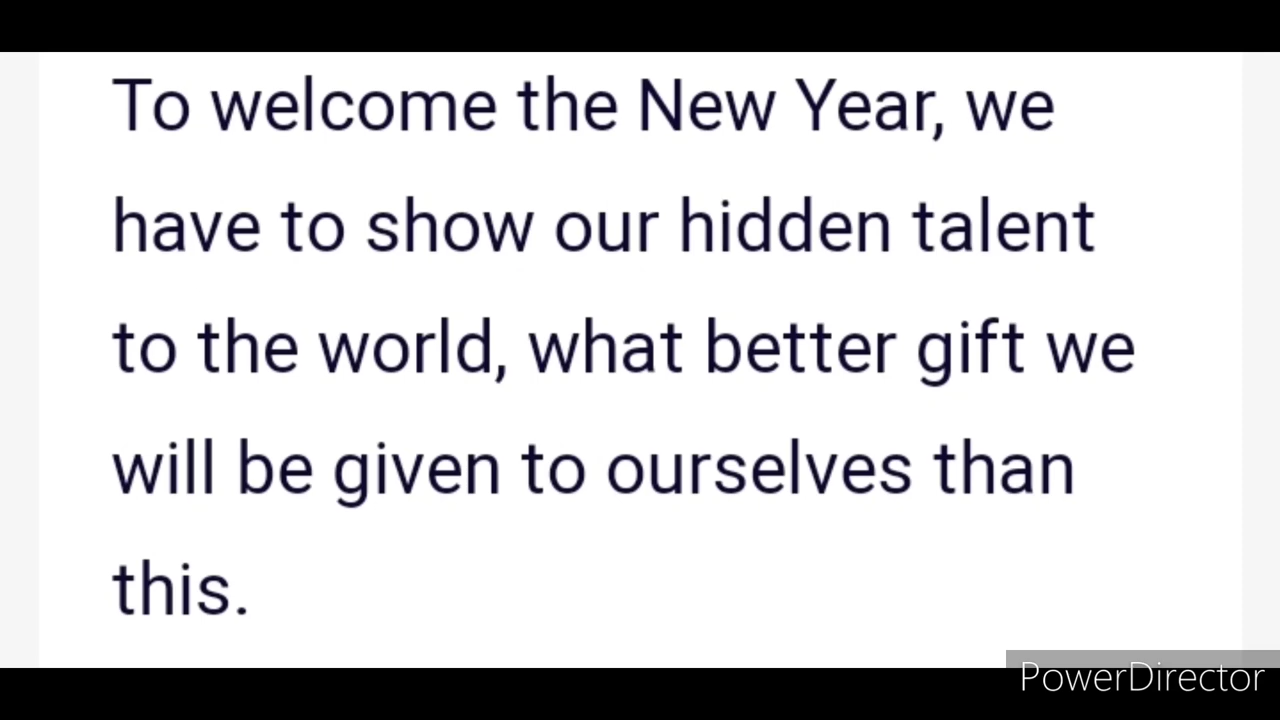 To welcome the New Year, we
have to show our hidden talent
to the world, what better gift we
will be given to ourselves than
this.
PowerDirector